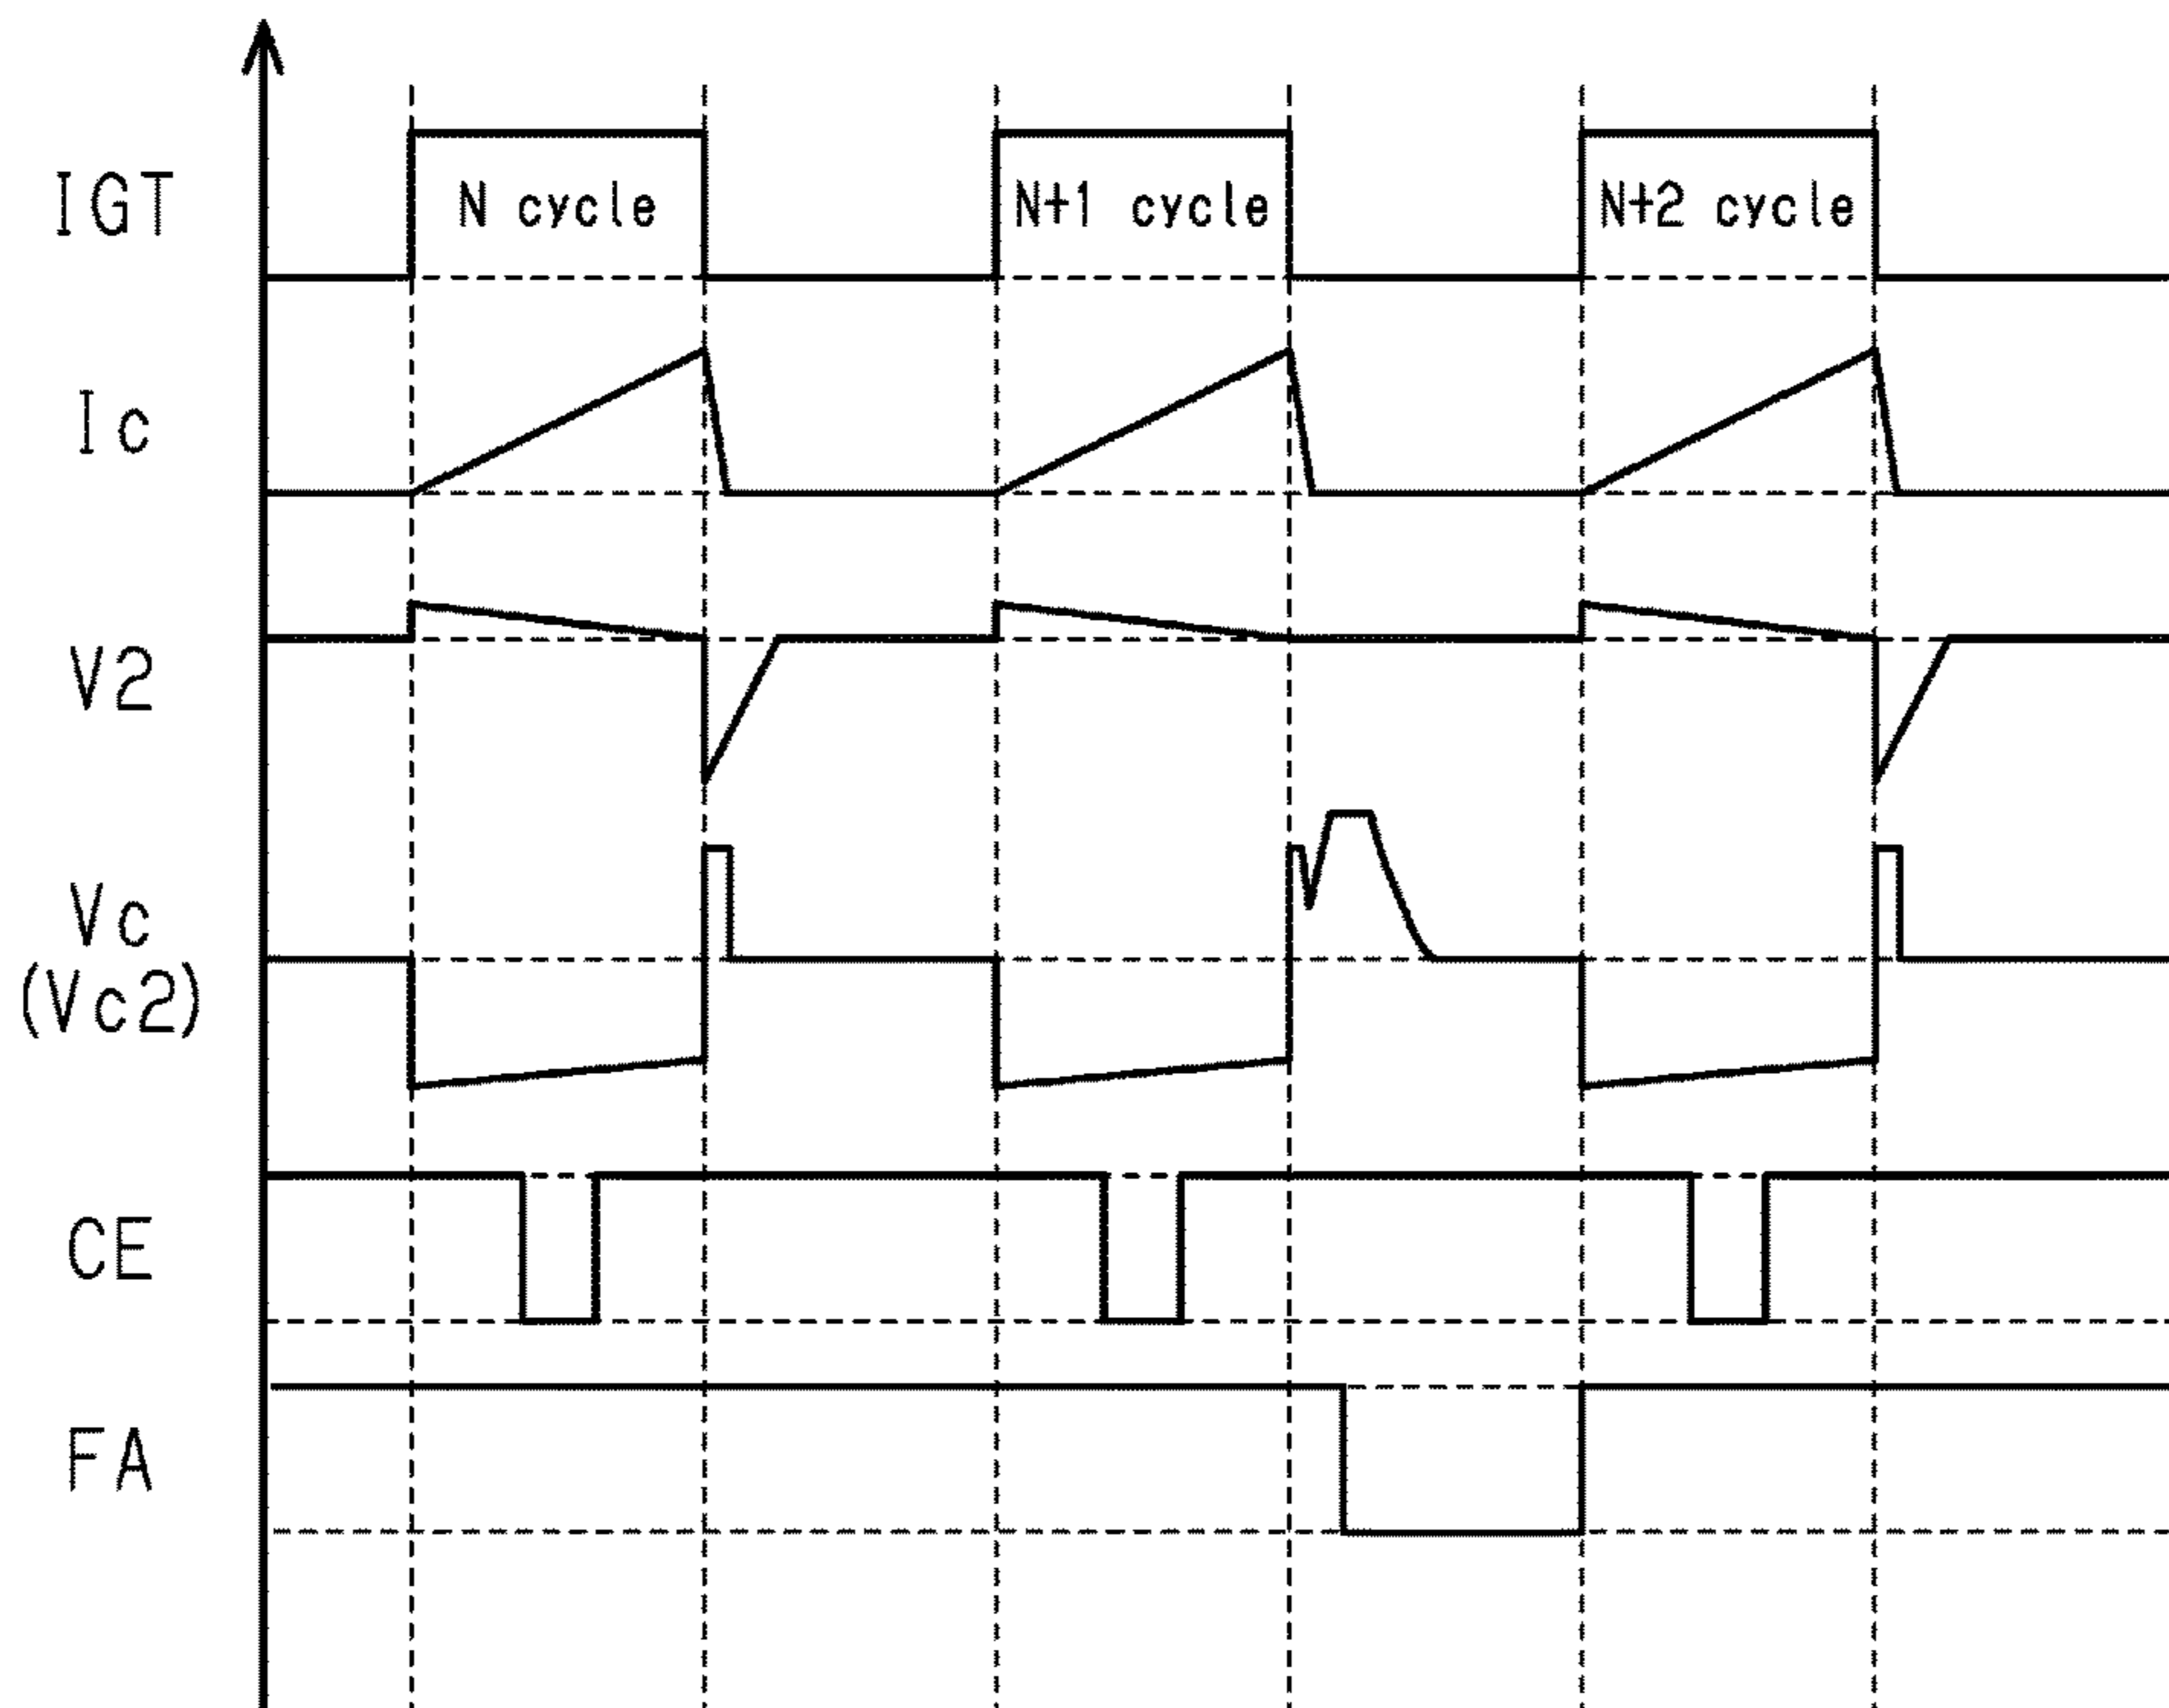 IGT
N cycle
N+1 cycle
N+2 cycle
Ic
V2
Vc
(Vc2)
CE
FA